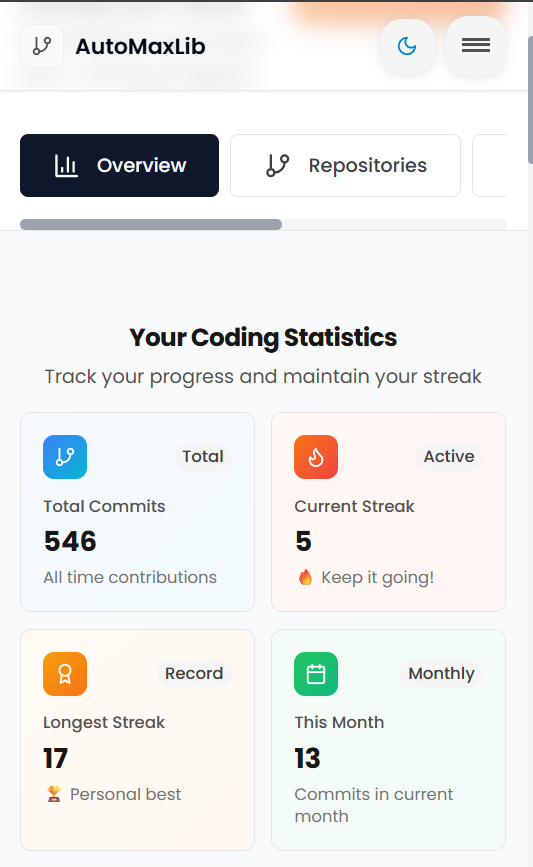 AutoMaxLib
Overview
Repositories
Your Coding Statistics
Track your progress and maintain your streak
Total
Total Commits
546
All time contributions
Active
Current Streak
5
🔥 Keep it going!
Record
Longest Streak
17
🏆 Personal best
Monthly
This Month
13
Commits in current
month